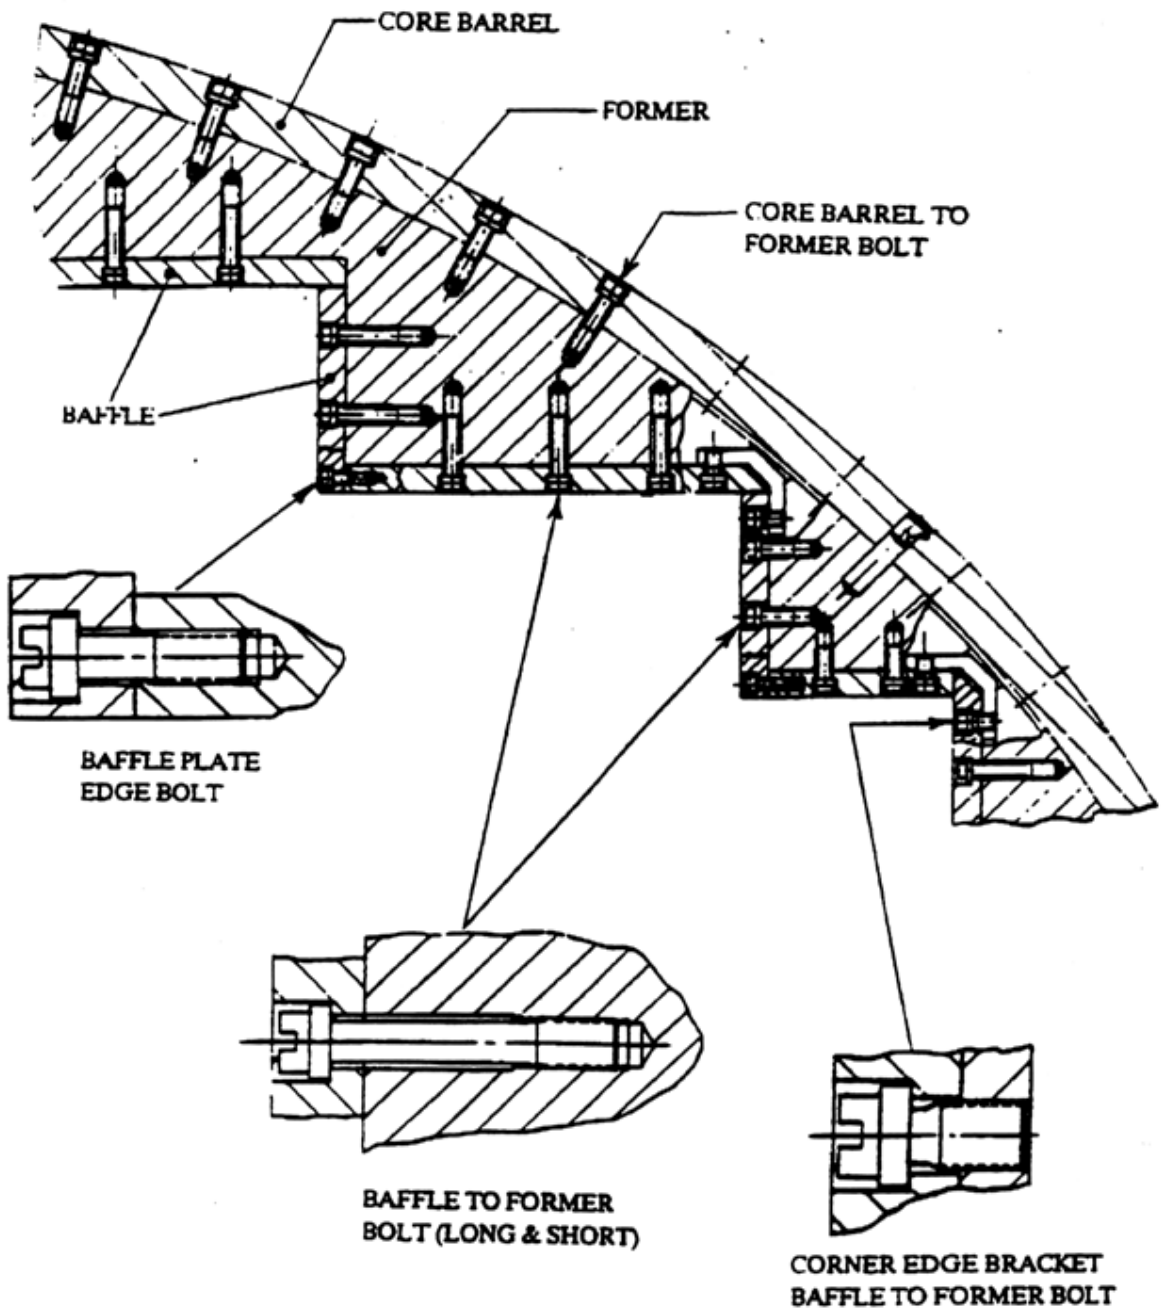 CORE BARREL
FORMER
CORE BARREL TO
FORMER BOLT
BAFFLE
BAFFLE PLATE
EDGE BOLT
BAFFLE TO FORMER
BOLT (LONG & SHORT)
CORNER EDGE BRACKET
BAFFLE TO FORMER BOLT